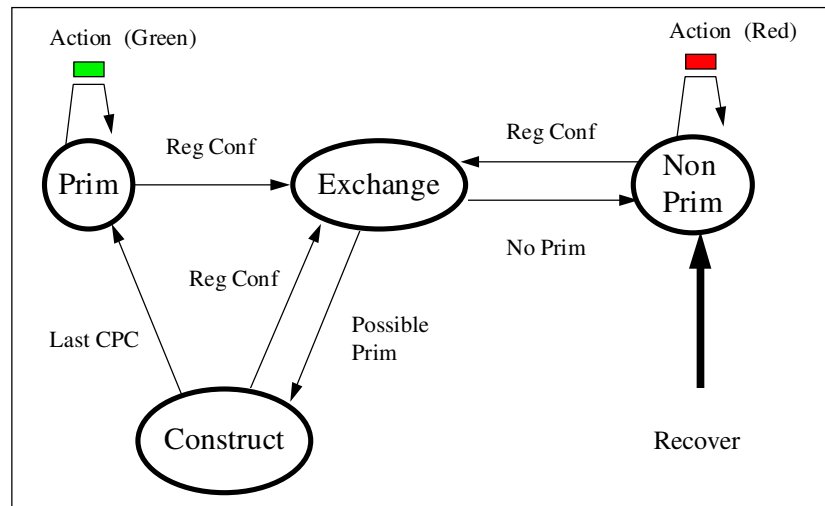 Action (Green)
Action (Red)
Reg Conf
Reg Conf
Prim
Exchange
Non
Prim
No Prim
Reg Conf
Last CPC
Possible
Prim
Construct
Recover